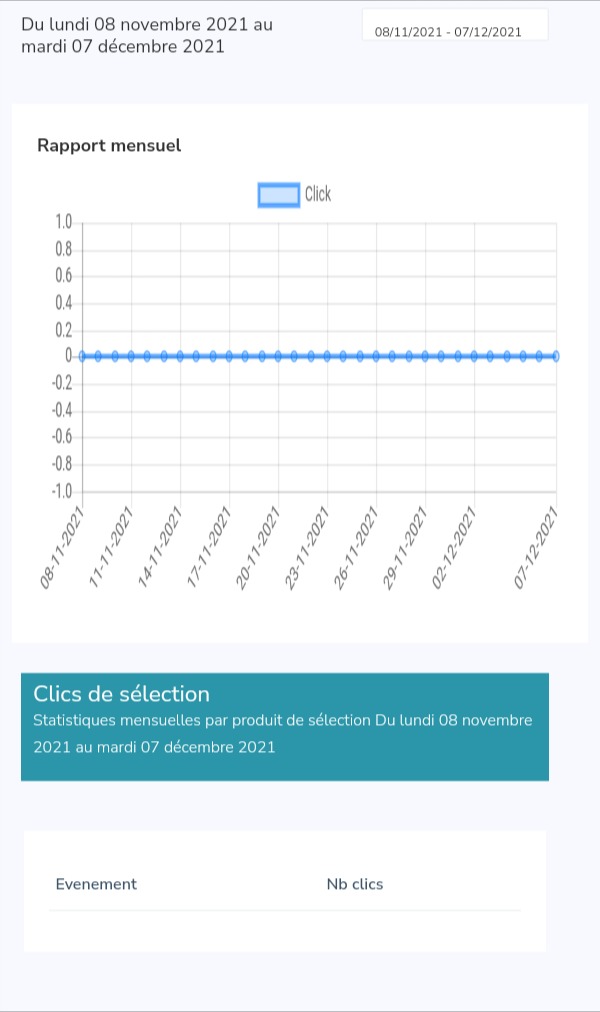 Du lundi 08 novembre 2021 au
mardi 07 décembre 2021
08/11/2021 - 07/12/2021
Rapport mensuel
Click
1.0
0.8
0.6
0.4
0.2
0
-0.2
-0.4
-0.6
-0.8
-1.0
08-11-2021
11-11-2021
14-11-2021
17-11-2021
20-11-2021
23-11-2021
26-11-2021
29-11-2021
02-12-2021
07-12-2021
Clics de sélection
Statistiques mensuelles par produit de sélection Du lundi 08 novembre
2021 au mardi 07 décembre 2021
Evenement Nb clics